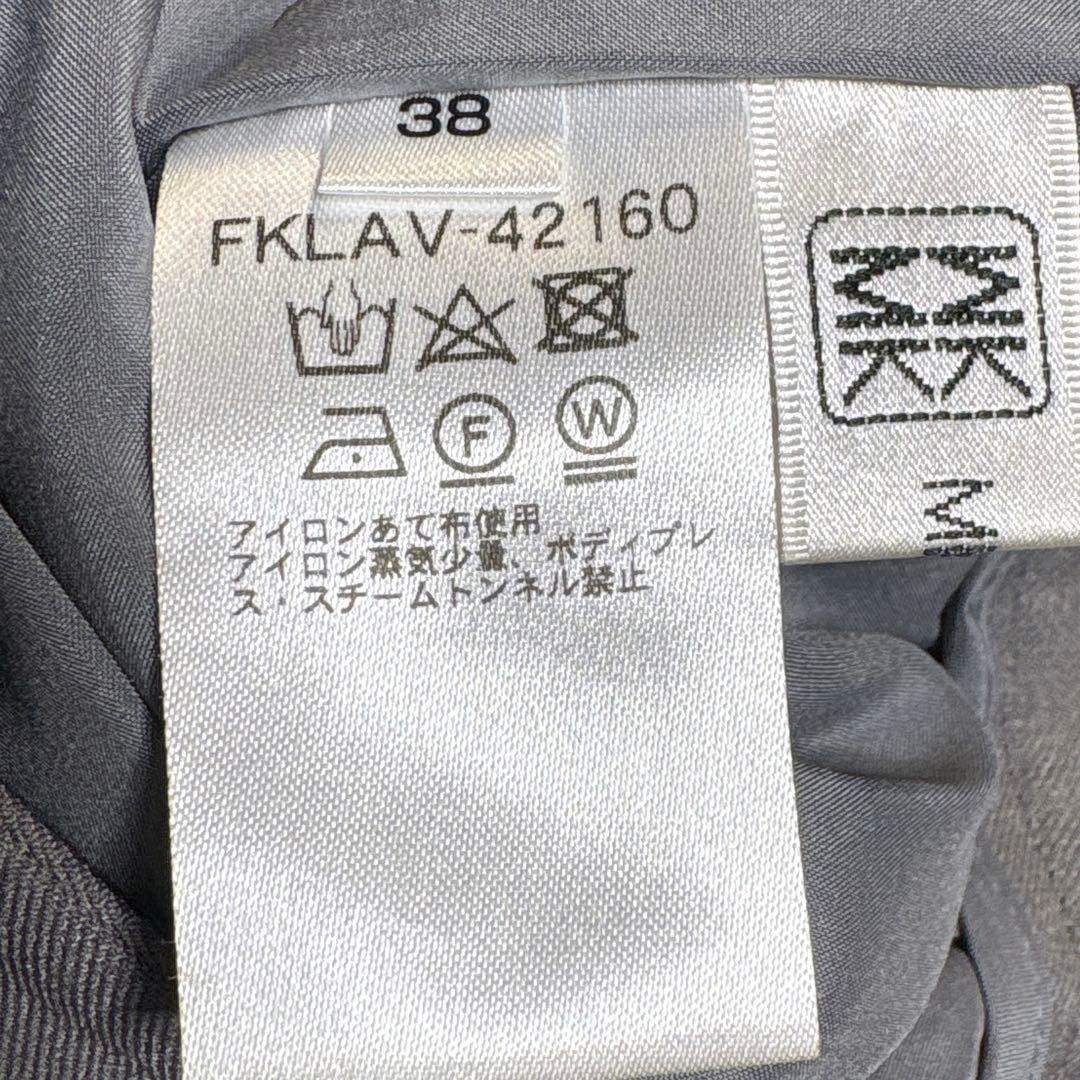 38
FKLAV-42160
F
W
アイロンあて布使用
アイロン蒸気少量、ボディプレ
ス・スチームトンネル禁止